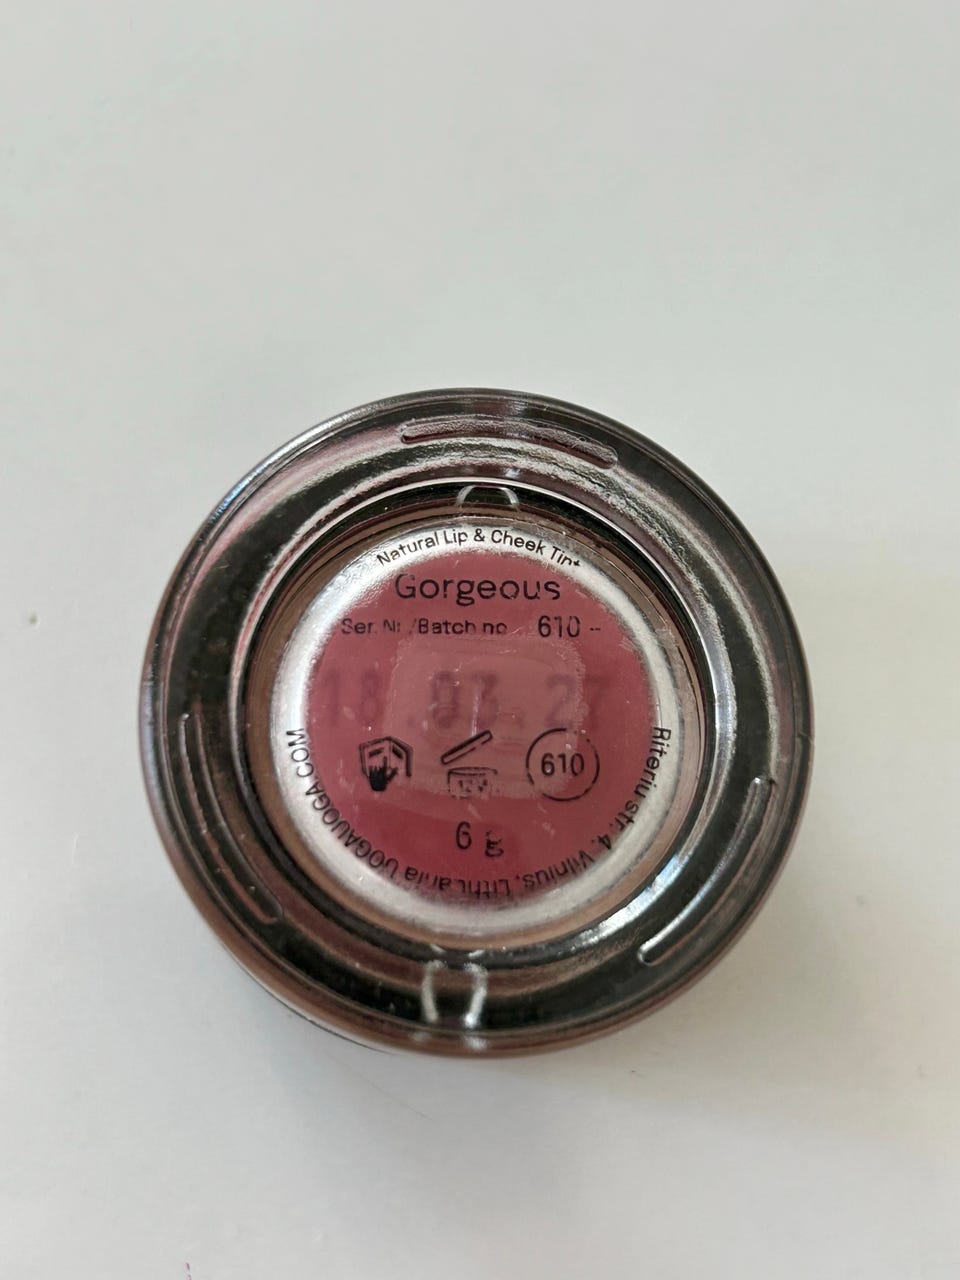 Natural Lip & Cheek Tint
Gorgeous
Ser. Nr./Batch no 610 -
18.03.27
12M
610
6 g
Riteriu str. 4, Vilnius, Lithuania UOGAUOGA.COM